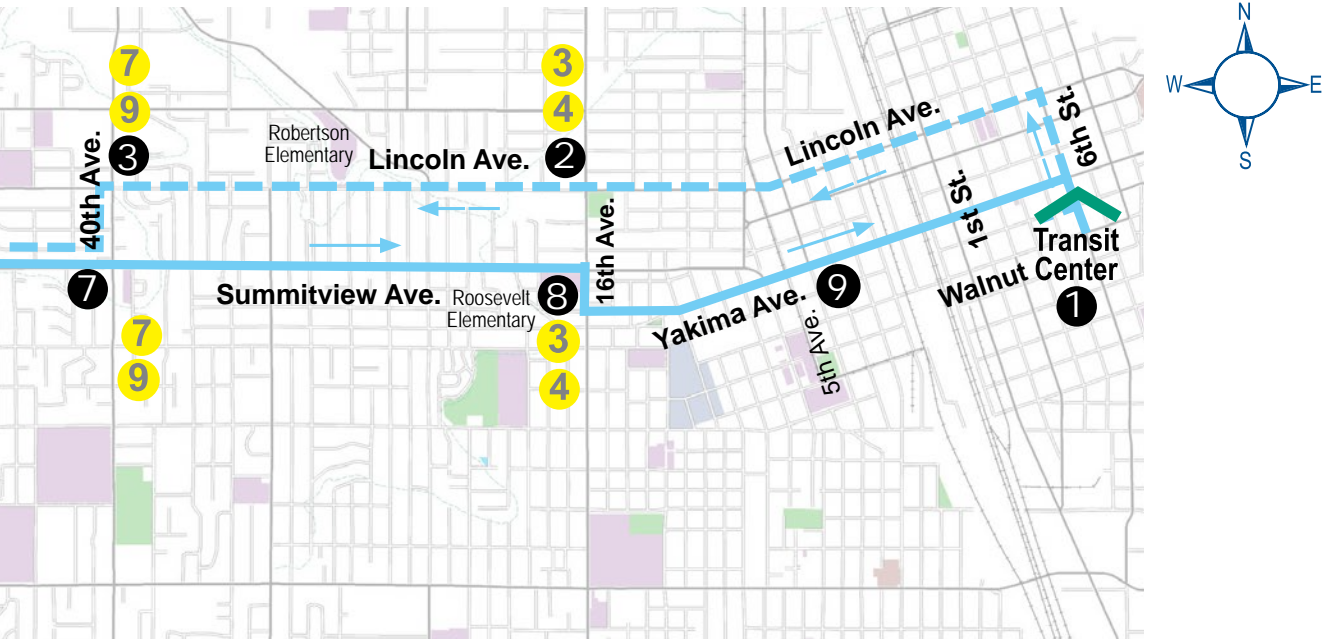 N
W
E
S
7
9
3
40th Ave.
Robertson
Elementary
Lincoln Ave.
3
4
2
Lincoln Ave.
6th St.
1st St.
16th Ave.
Transit
Center
Walnut
1
7
Summitview Ave.
Roosevelt
Elementary
8
Yakima Ave.
9
5th Ave.
7
9
3
4